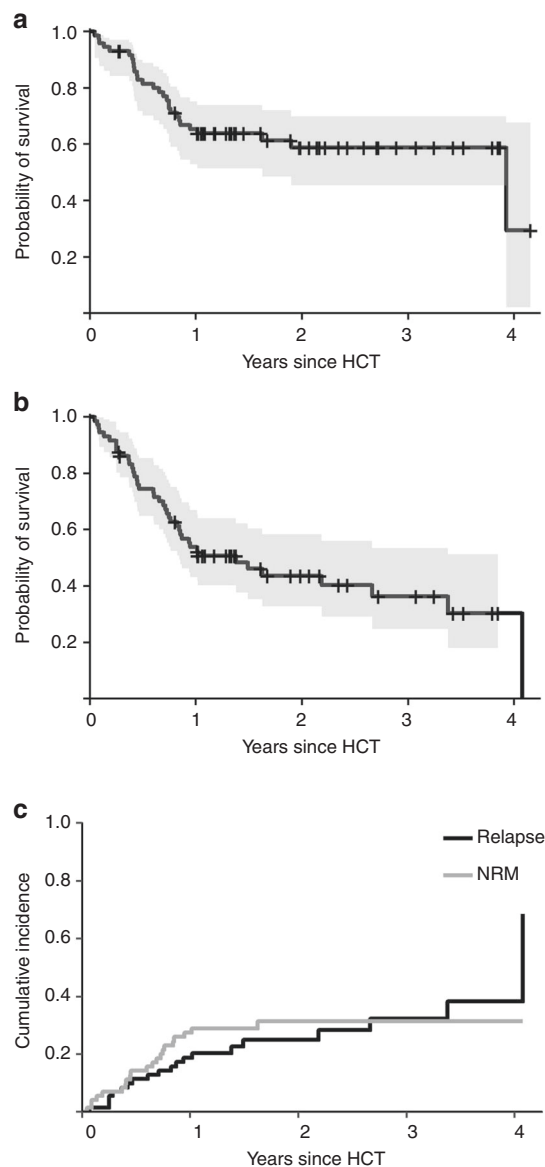 a
1.0
0.8
0.6
0.4
0.2
Probability of survival
0 1 2 3 4
Years since HCT
b
1.0
0.8
0.6
0.4
0.2
Probability of survival
0 1 2 3 4
Years since HCT
c
1.0
0.8
0.6
0.4
0.2
Cumulative incidence
Relapse
NRM
0 1 2 3 4
Years since HCT